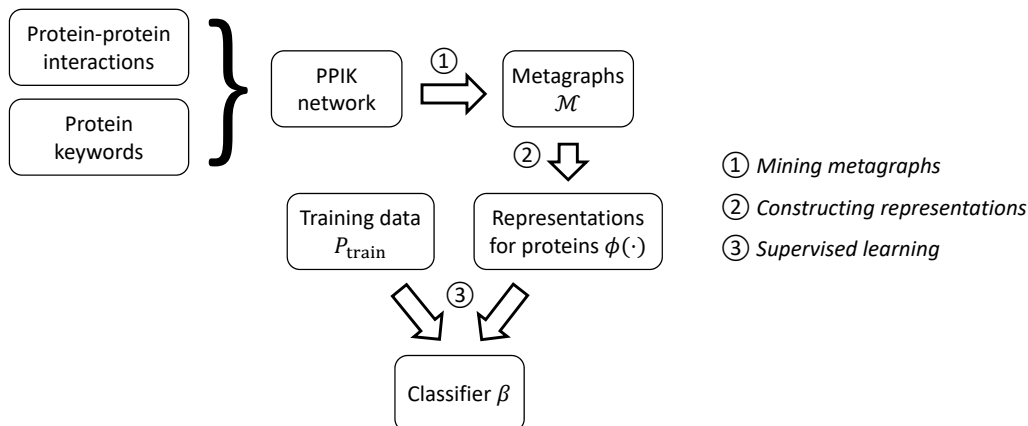 Protein-protein
interactions
Protein
keywords
PPIK
network
①
Metagraphs
ℳ
②
Training data
P_train
Representations
for proteins ϕ(·)
③
Classifier β
① Mining metagraphs
② Constructing representations
③ Supervised learning